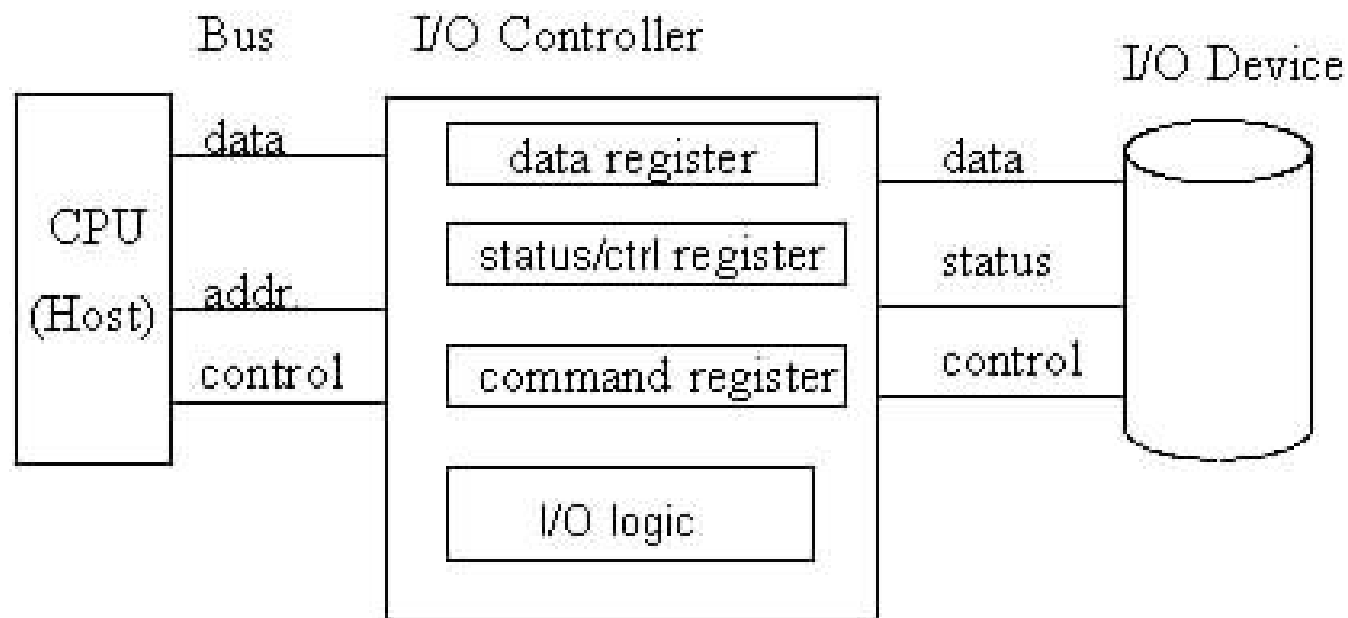 Bus
I/O Controller
I/O Device
CPU
(Host)
data
addr.
control
data register
status/ctrl register
command register
I/O logic
data
status
control